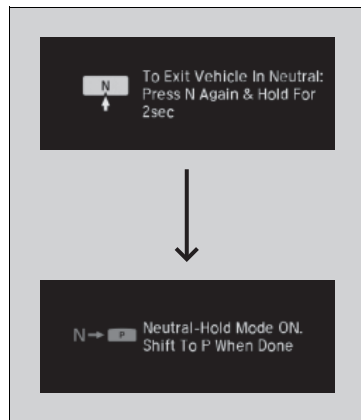 N
To Exit Vehicle In Neutral:
Press N Again & Hold For
2sec
N→ P
Neutral-Hold Mode ON.
Shift To P When Done